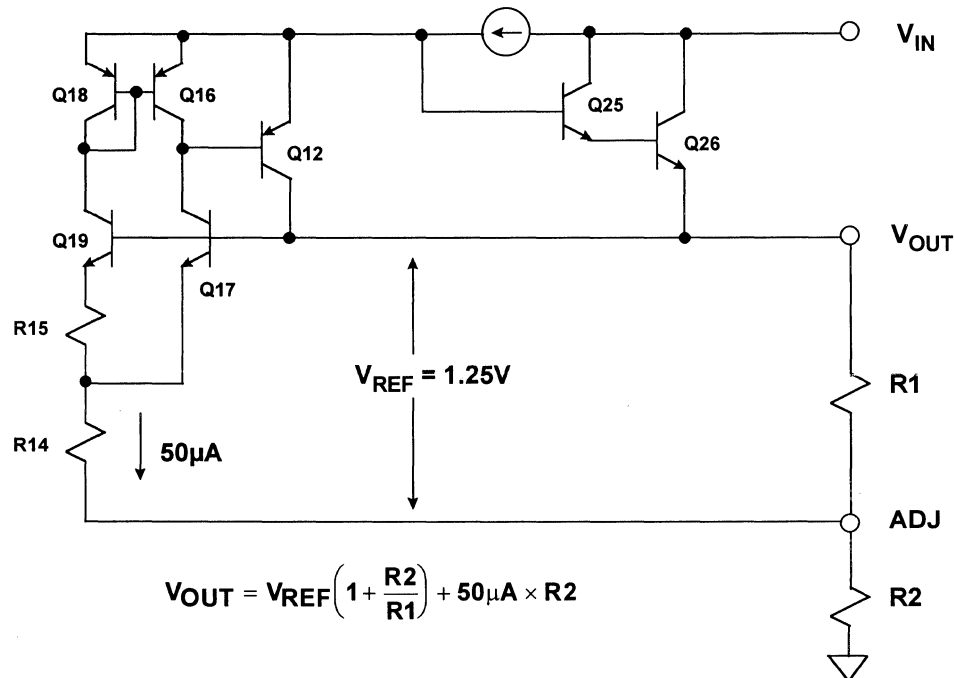 V_IN
Q18
Q16
Q25
Q12
Q26
Q19
V_OUT
Q17
R15
V_REF = 1.25V
R1
R14
50µA
ADJ
V_OUT = V_REF(1 + R2/R1) + 50µA × R2
R2